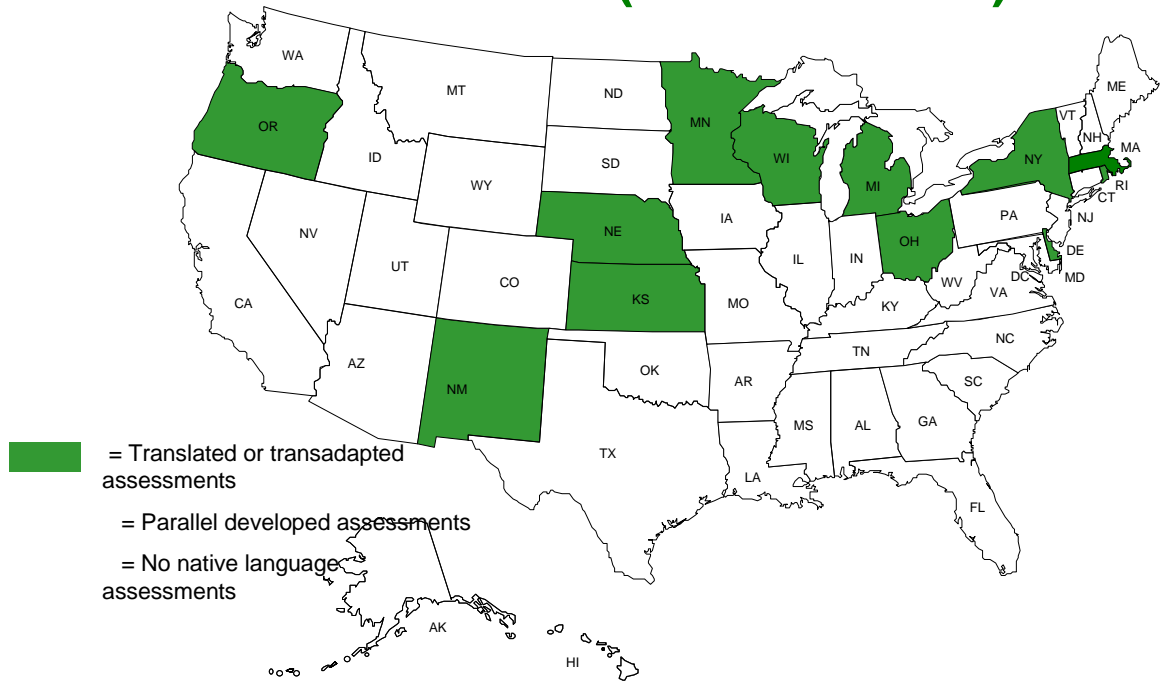 WA
MT
ND
MN
ME
VT
NH
MA
OR
ID
SD
WI
NY
MI
RI
CT
WY
IA
PA
NJ
NE
OH
NV
IL
IN
DE
UT
DC
MD
CO
WV
VA
CA
KS
MO
KY
NC
TN
AZ
OK
AR
SC
NM
MS
AL
GA
TX
LA
FL
= Translated or transadapted
assessments
= Parallel developed assessments
= No native language
assessments
AK
HI